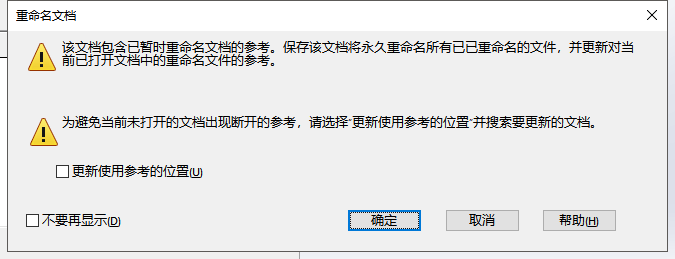 重命名文档
该文档包含已暂时重命名文档的参考。保存该文档将永久重命名所有已已重命名的文件，并更新对当
前已打开文档中的重命名文件的参考。
为避免当前未打开的文档出现断开的参考，请选择"更新使用参考的位置"并搜索要更新的文档。
更新使用参考的位置(U)
不要再显示(D)
确定
取消
帮助(H)